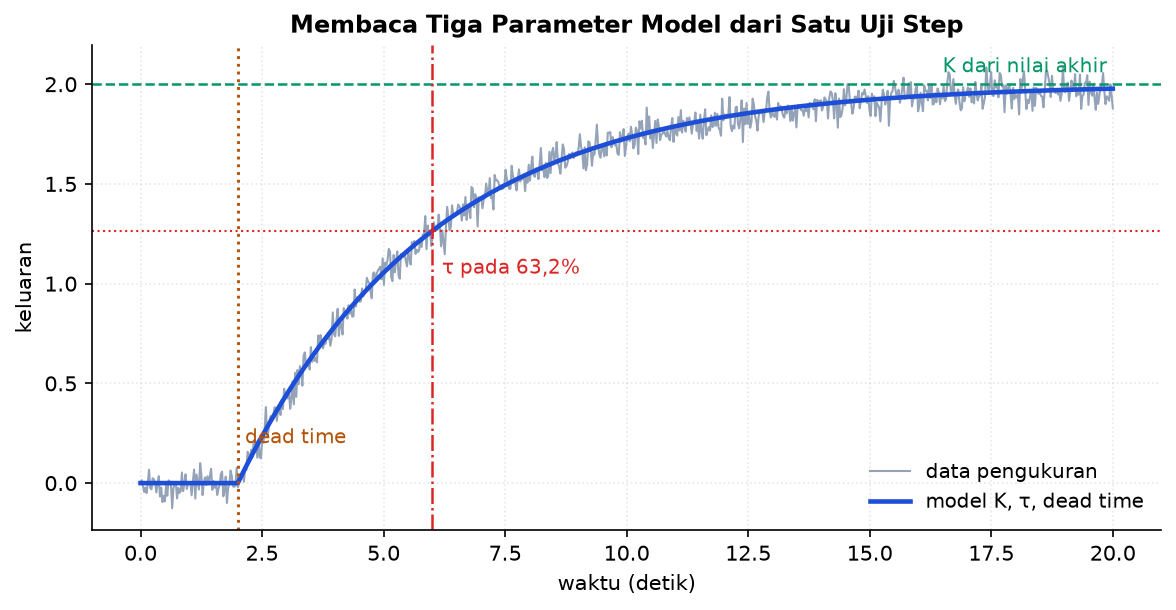 Membaca Tiga Parameter Model dari Satu Uji Step
K dari nilai akhir
τ pada 63,2%
dead time
data pengukuran
model K, τ, dead time
keluaran
2.0
1.5
1.0
0.5
0.0
0.0 2.5 5.0 7.5 10.0 12.5 15.0 17.5 20.0
waktu (detik)